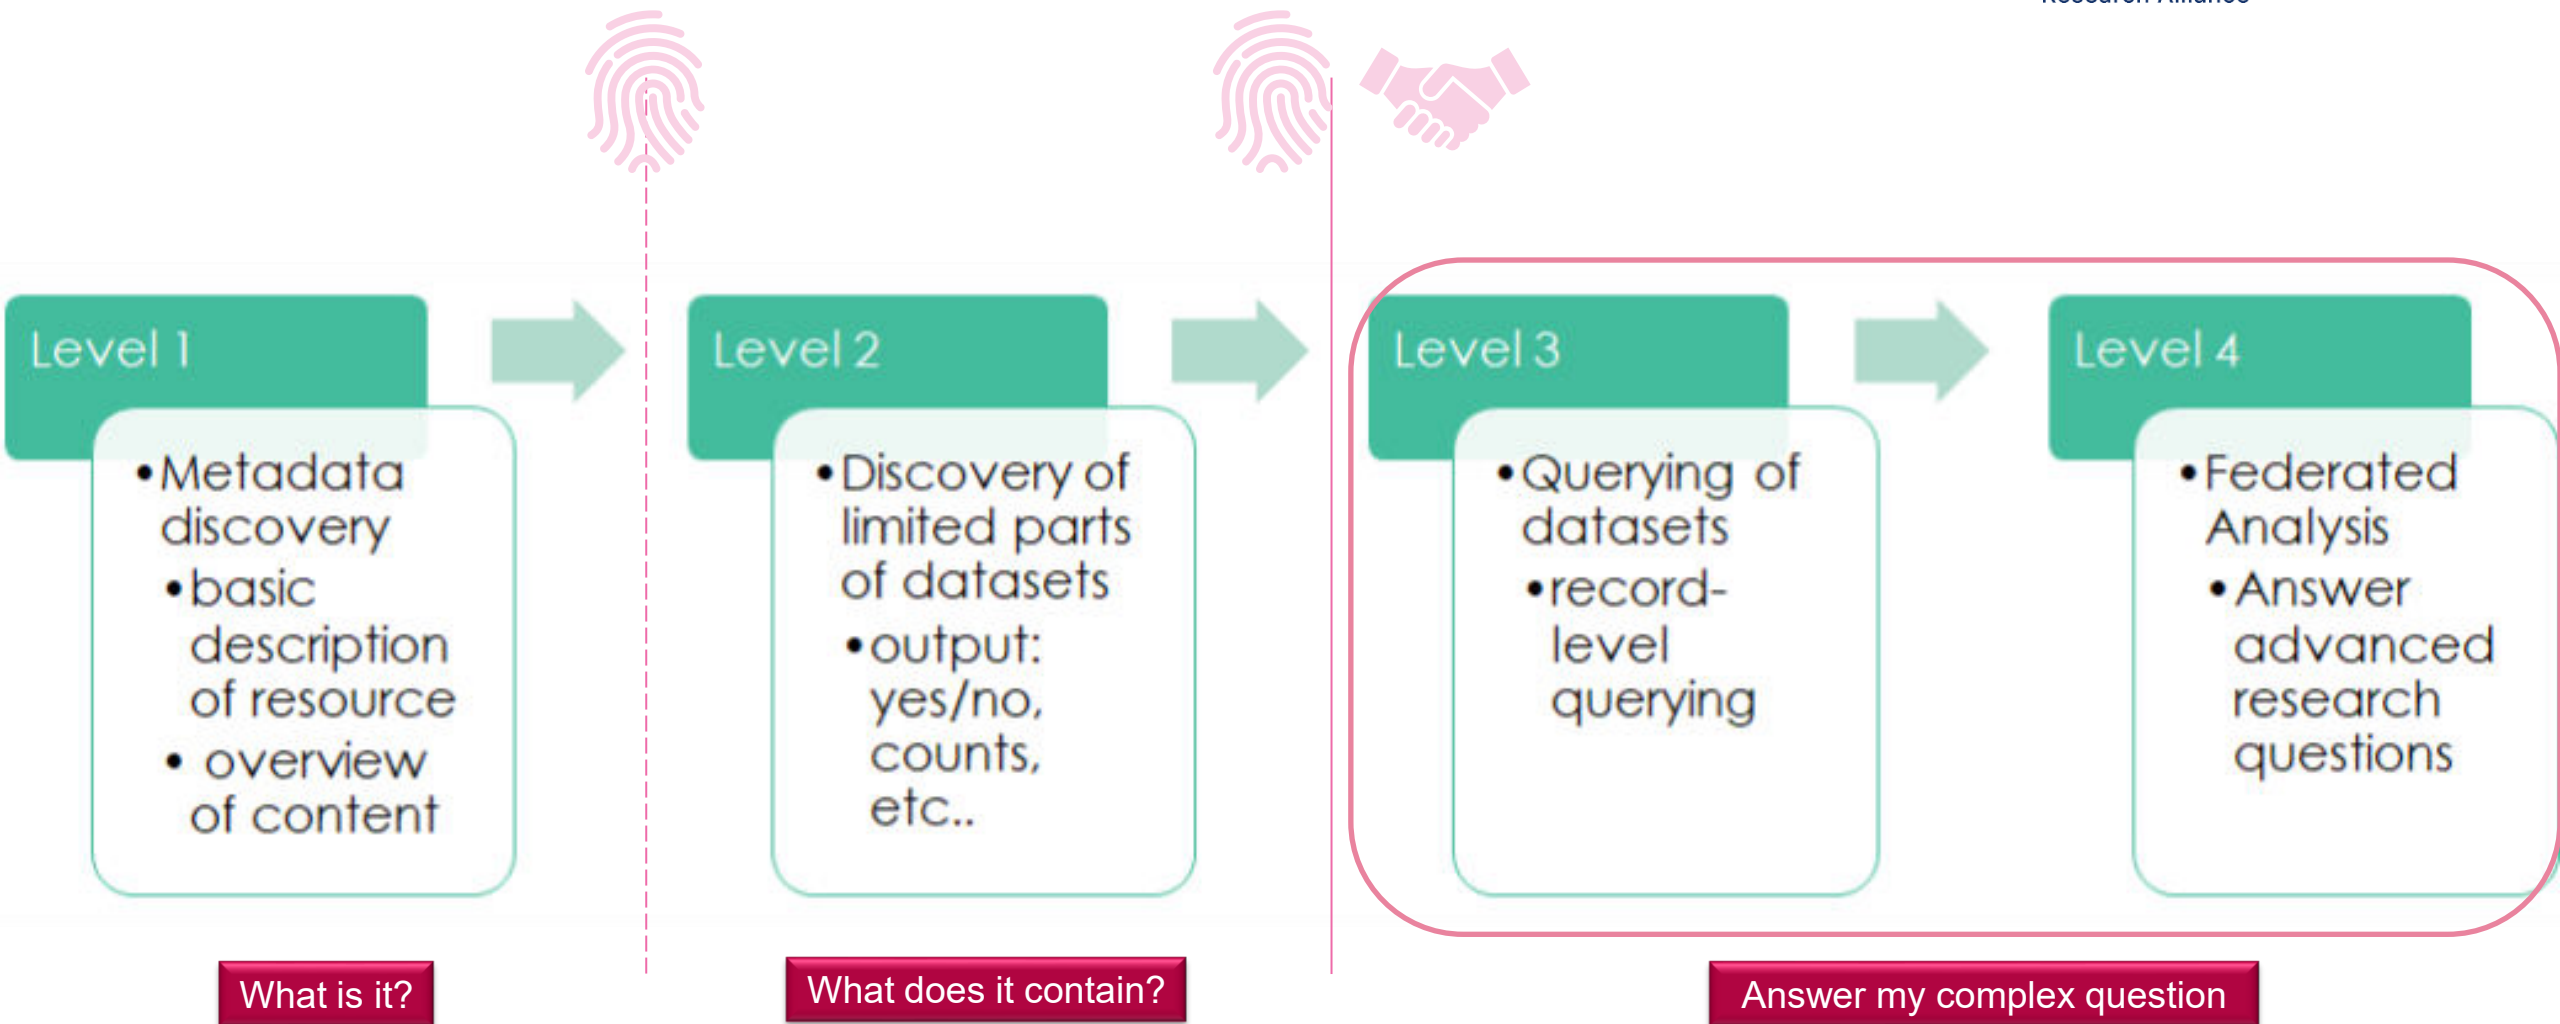 Research Alliance
Level 1
•Metadata
discovery
•basic
description
of resource
• overview
of content
What is it?
Level 2
•Discovery of
limited parts
of datasets
•output:
yes/no,
counts,
etc..
What does it contain?
Level 3
•Querying of
datasets
•record-
level
querying
Level 4
•Federated
Analysis
•Answer
advanced
research
questions
Answer my complex question